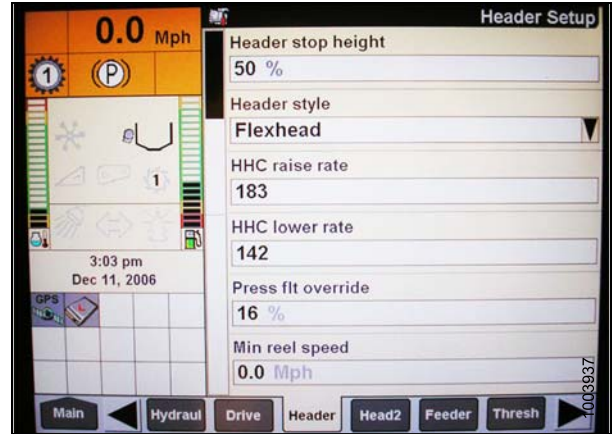 0.0 Mph
Header Setup
1
(P)
Header stop height
50 %
Header style
Flexhead
HHC raise rate
183
1
HHC lower rate
142
3:03 pm
Dec 11, 2006
Press flt override
16 %
GPS
Min reel speed
0.0 Mph
Main
Hydraul
Drive
Header
Head2
Feeder
Thresh
1003937